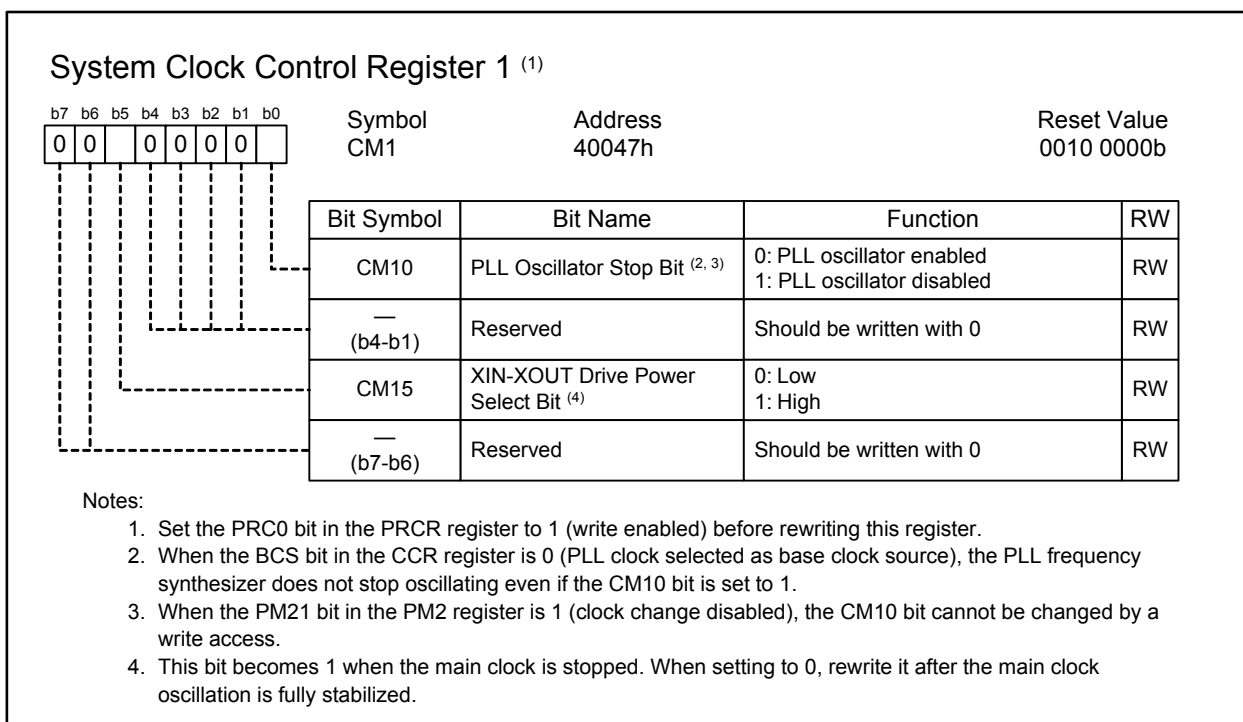 System Clock Control Register 1 (1)
b7 b6 b5 b4 b3 b2 b1 b0
0 0 0 0 0 0
Symbol Address Reset Value
CM1 40047h 0010 0000b
Bit Symbol Bit Name Function RW
CM10 PLL Oscillator Stop Bit (2, 3) 0: PLL oscillator enabled
1: PLL oscillator disabled RW
—
(b4-b1) Reserved Should be written with 0 RW
CM15 XIN-XOUT Drive Power
Select Bit (4) 0: Low
1: High RW
—
(b7-b6) Reserved Should be written with 0 RW
Notes:
1. Set the PRC0 bit in the PRCR register to 1 (write enabled) before rewriting this register.
2. When the BCS bit in the CCR register is 0 (PLL clock selected as base clock source), the PLL frequency
synthesizer does not stop oscillating even if the CM10 bit is set to 1.
3. When the PM21 bit in the PM2 register is 1 (clock change disabled), the CM10 bit cannot be changed by a
write access.
4. This bit becomes 1 when the main clock is stopped. When setting to 0, rewrite it after the main clock
oscillation is fully stabilized.